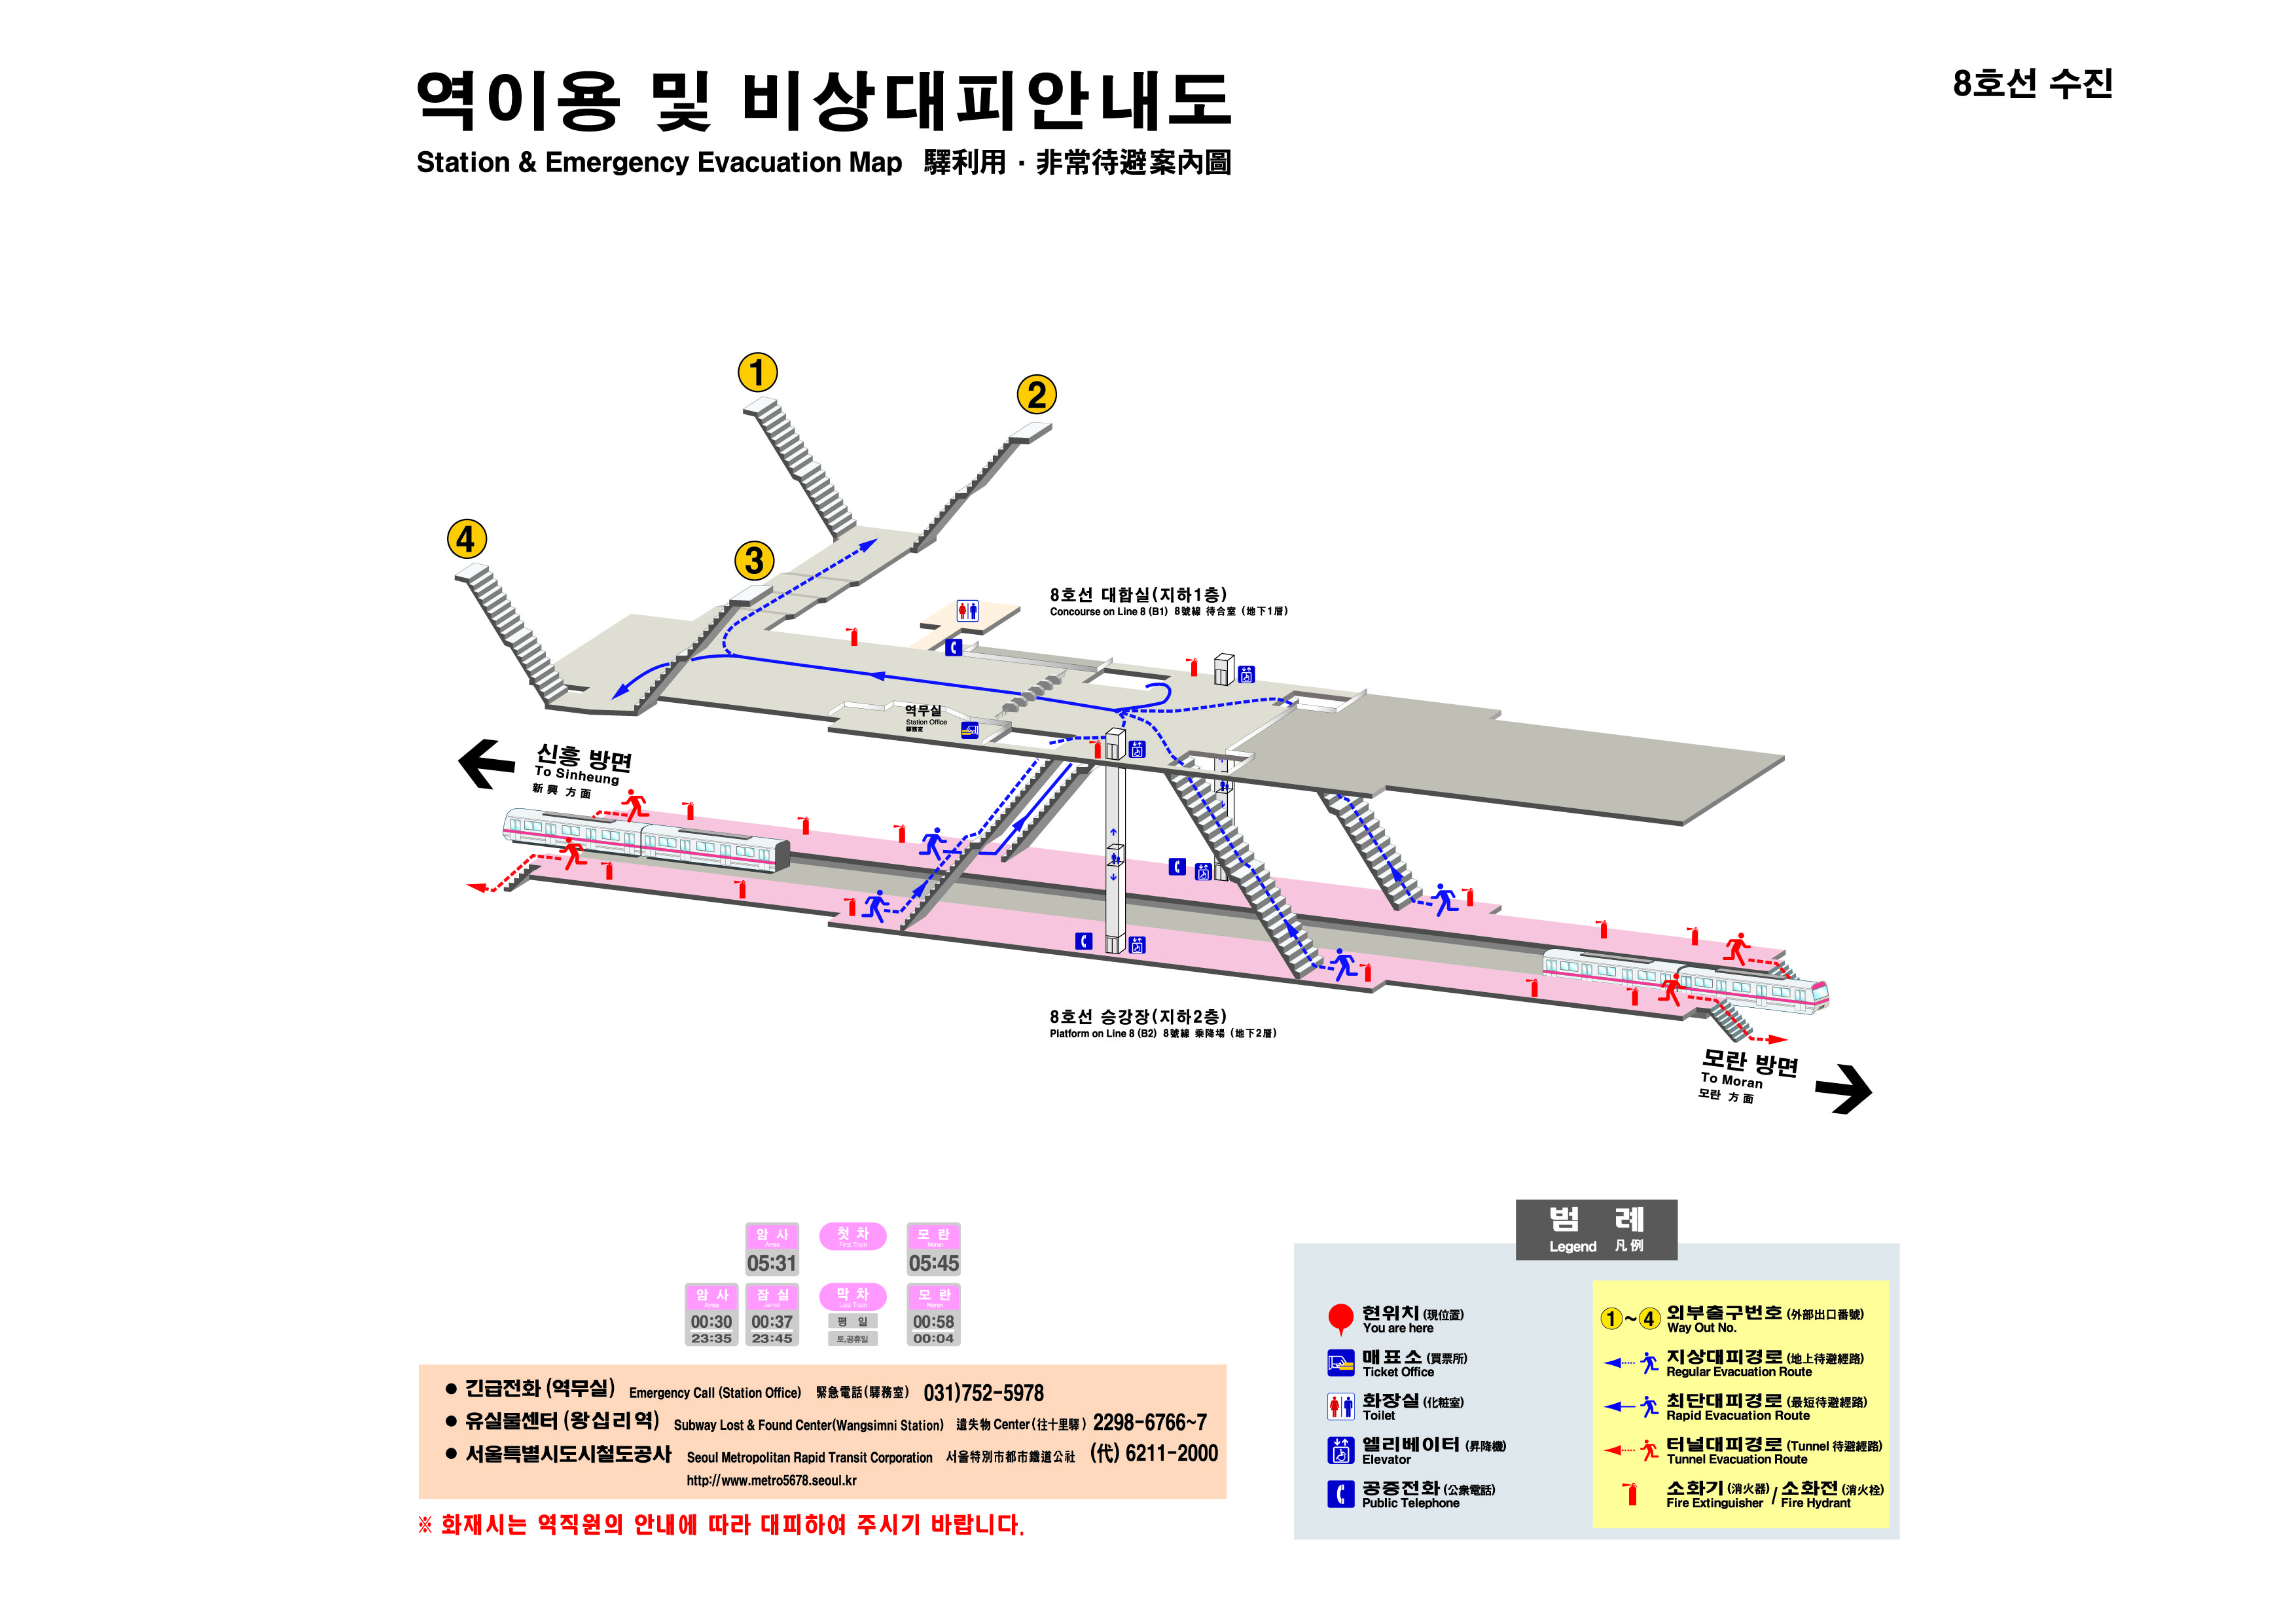 역이용 및 비상대피안내도
Station & Emergency Evacuation Map 驛利用 · 非常待避案內圖
8호선 수진
1
2
4
3
8호선 대합실(지하1층)
Concourse on Line 8 (B1) 8號線 待合室 (地下1層)
역무실
Station Office
驛務室
신흥 방면
To Sinheung
新興 方面
8호선 승강장(지하2층)
Platform on Line 8 (B2) 8號線 乘降場 (地下2層)
모란 방면
To Moran
모란 方面
암 사
Amsa
05:31
첫 차
First Train
모 란
Moran
05:45
암 사
Amsa
00:30
23:35
잠 실
Jamsil
00:37
23:45
막 차
Last Train
평 일
토,공휴일
모 란
Moran
00:58
00:04
● 긴급전화 (역무실) Emergency Call (Station Office) 緊急電話(驛務室) 031)752-5978
● 유실물센터 (왕십리역) Subway Lost & Found Center(Wangsimni Station) 遺失物 Center (往十里驛) 2298-6766~7
● 서울특별시도시철도공사 Seoul Metropolitan Rapid Transit Corporation 서울特別市都市鐵道公社 (代) 6211-2000
http://www.metro5678.seoul.kr
※ 화재시는 역직원의 안내에 따라 대피하여 주시기 바랍니다.
범 례
Legend 凡例
현위치 (現位置)
You are here
매표소 (買票所)
Ticket Office
화장실 (化粧室)
Toilet
엘리베이터 (昇降機)
Elevator
공중전화 (公衆電話)
Public Telephone
1~4 외부출구번호 (外部出口番號)
Way Out No.
지상대피경로 (地上待避經路)
Regular Evacuation Route
최단대피경로 (最短待避經路)
Rapid Evacuation Route
터널대피경로 (Tunnel 待避經路)
Tunnel Evacuation Route
소화기 (消火器) / 소화전 (消火栓)
Fire Extinguisher / Fire Hydrant